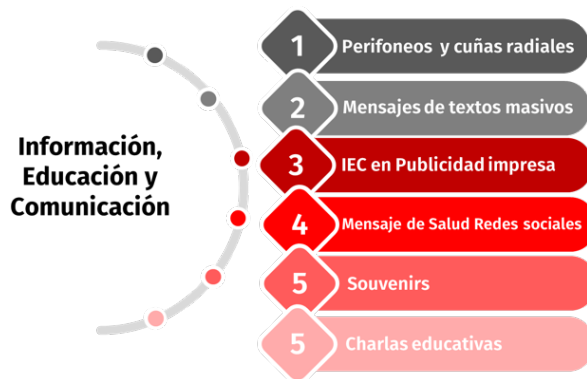 Información,
Educación y
Comunicación
1 Perifoneos y cuñas radiales
2 Mensajes de textos masivos
3 IEC en Publicidad impresa
4 Mensaje de Salud Redes sociales
5 Souvenirs
5 Charlas educativas